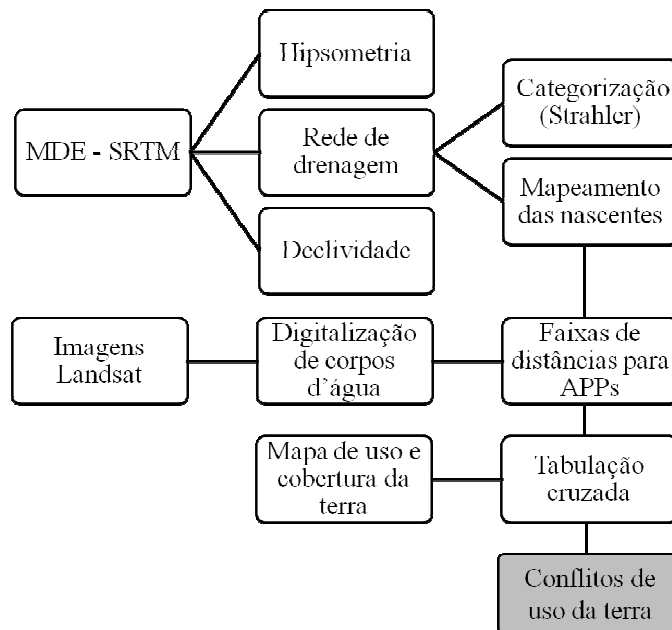 Hipsometria
Categorização
(Strahler)
MDE - SRTM
Rede de
drenagem
Mapeamento
das nascentes
Declividade
Imagens
Landsat
Digitalização
de corpos
d'água
Faixas de
distâncias para
APPs
Mapa de uso e
cobertura da
terra
Tabulação
cruzada
Conflitos de
uso da terra